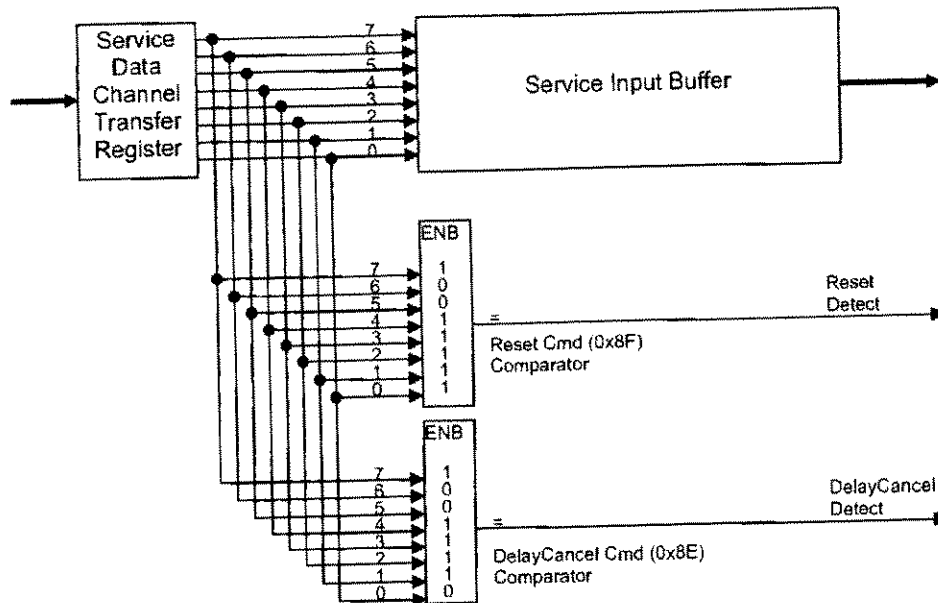 Service
Data
Channel
Transfer
Register
7
6
5
4
3
2
1
0
Service Input Buffer
ENB
7
6
5
4
3
2
1
0
1
0
0
1
1
1
1
1
=
Reset Cmd (0x8F)
Comparator
Reset
Detect
ENB
7
6
5
4
3
2
1
0
1
0
0
1
1
1
1
0
=
DelayCancel Cmd (0x8E)
Comparator
DelayCancel
Detect